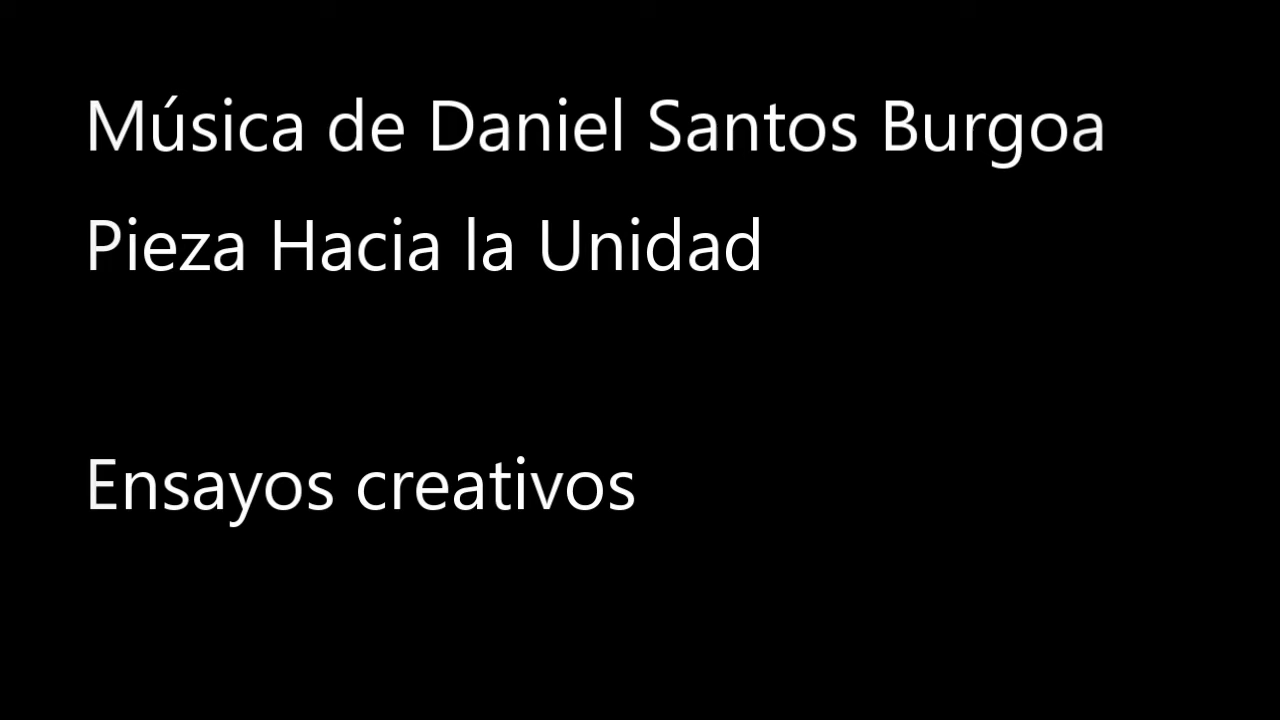 Música de Daniel Santos Burgoa
Pieza Hacia la Unidad
Ensayos creativos